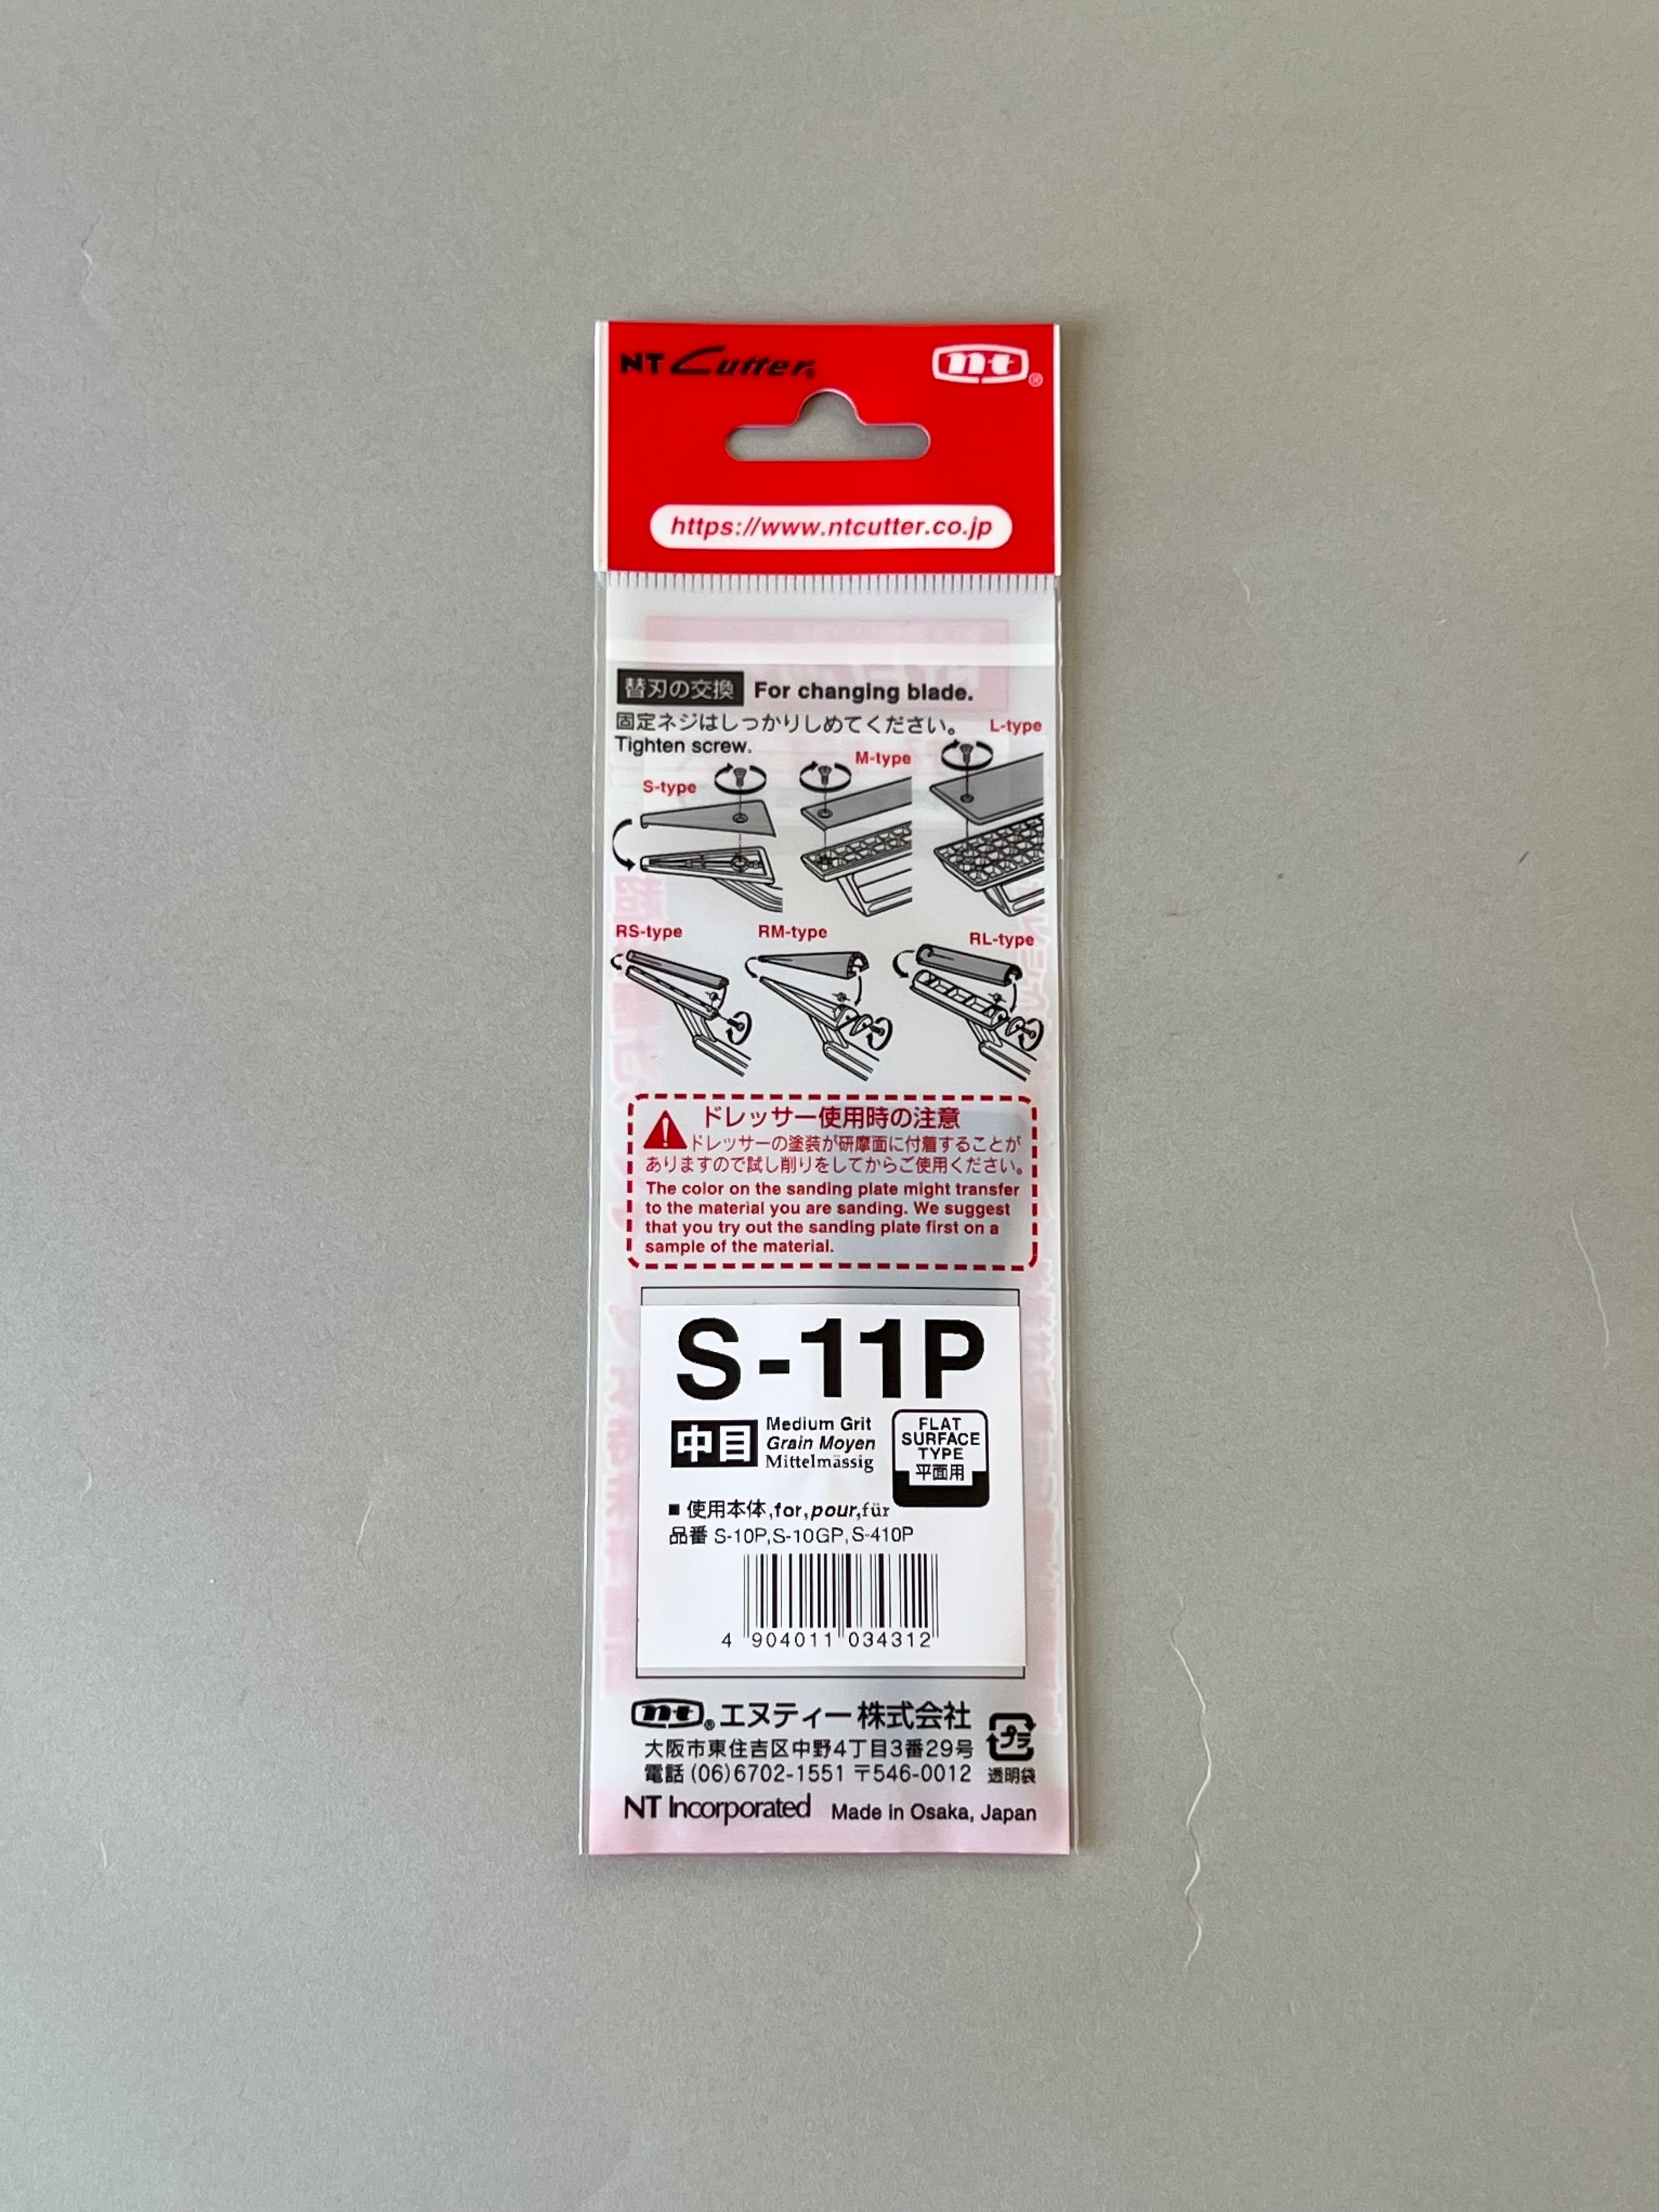 NT Cutter®
nt®
https://www.ntcutter.co.jp
替刃の交換 For changing blade.
固定ネジはしっかりしめてください。
Tighten screw.
L-type
M-type
S-type
RS-type
RM-type
RL-type
ドレッサー使用時の注意
ドレッサーの塗装が研摩面に付着することが
ありますので試し削りをしてからご使用ください。
The color on the sanding plate might transfer
to the material you are sanding. We suggest
that you try out the sanding plate first on a
sample of the material.
S-11P
中目
Medium Grit
Grain Moyen
Mittelmässig
FLAT
SURFACE
TYPE
平面用
■ 使用本体,for,pour,für
品番 S-10P,S-10GP,S-410P
4 904011 034312
nt® エヌティー株式会社
大阪市東住吉区中野4丁目3番29号
電話 (06)6702-1551 〒546-0012
プラ
透明袋
NT Incorporated Made in Osaka, Japan